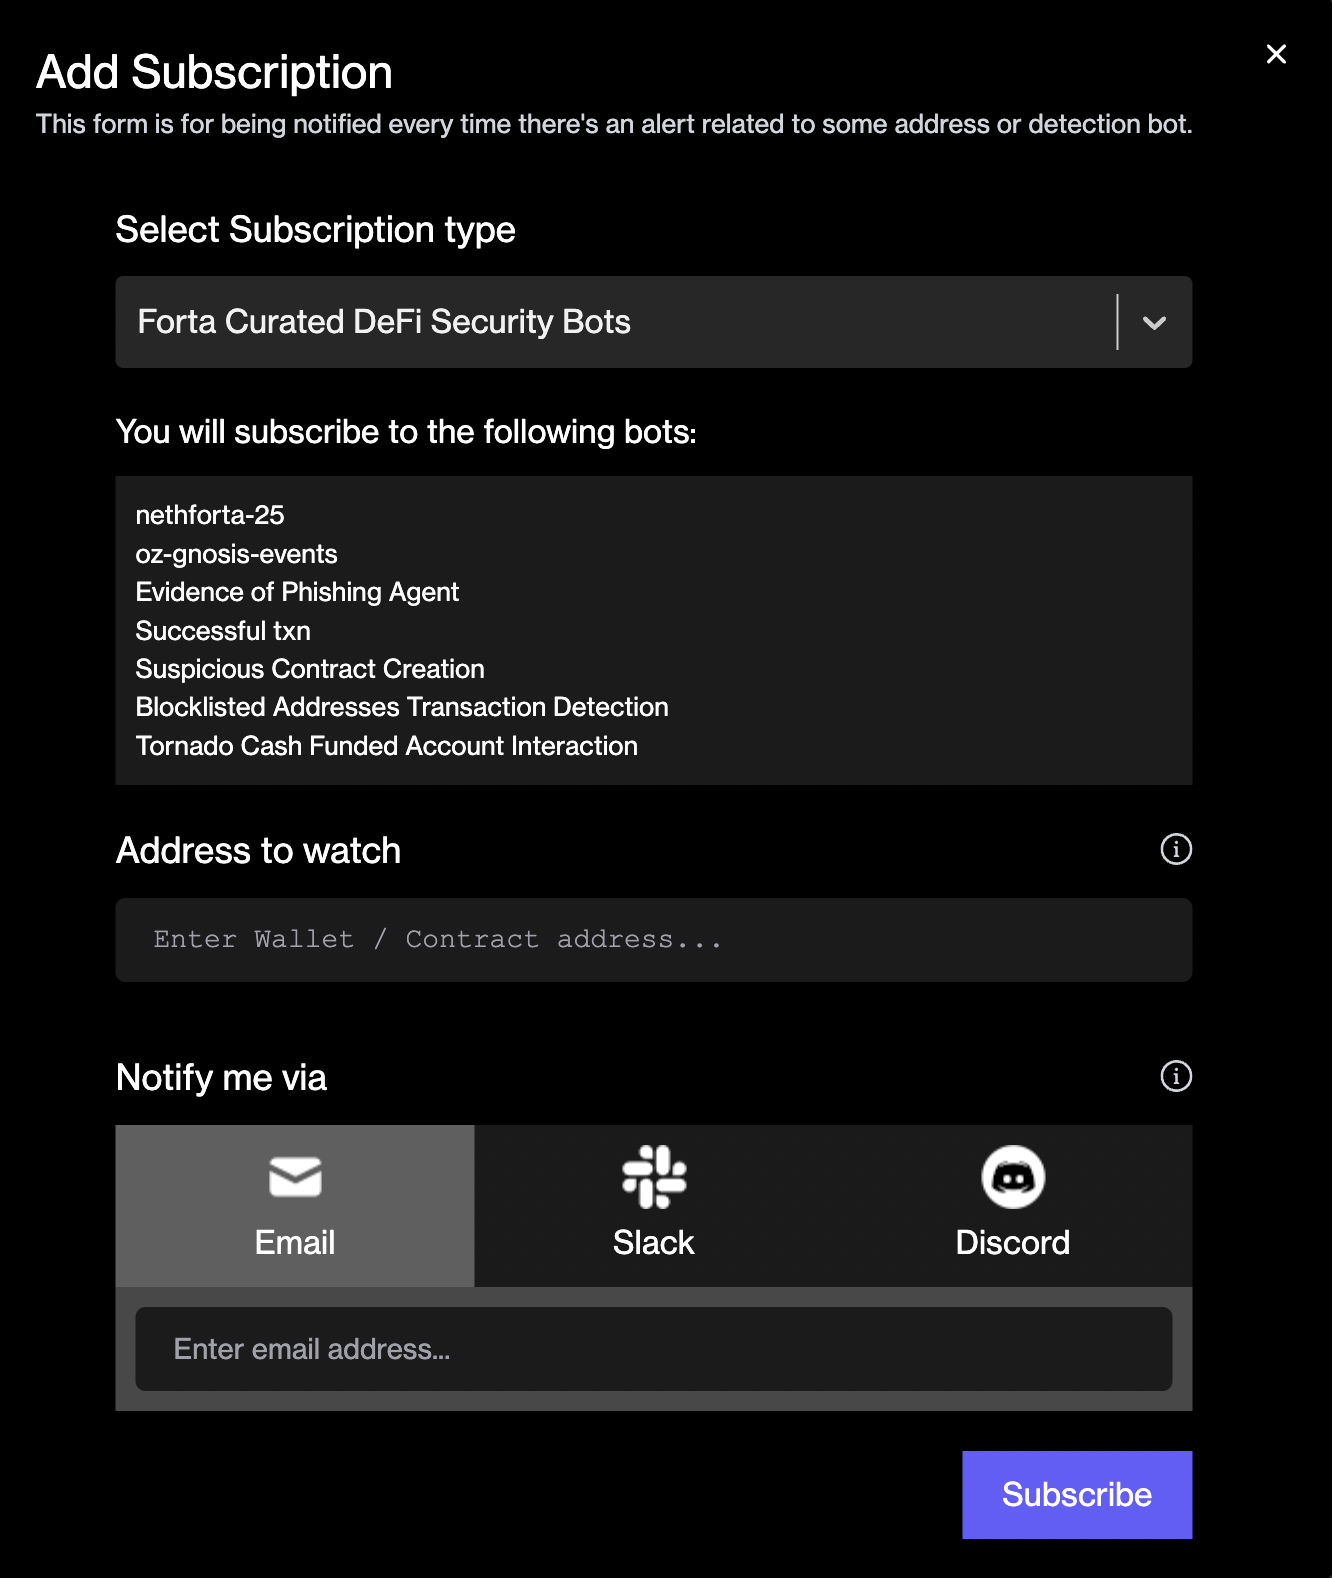 Add Subscription
This form is for being notified every time there's an alert related to some address or detection bot.
Select Subscription type
Forta Curated DeFi Security Bots
You will subscribe to the following bots:
nethforta-25
oz-gnosis-events
Evidence of Phishing Agent
Successful txn
Suspicious Contract Creation
Blocklisted Addresses Transaction Detection
Tornado Cash Funded Account Interaction
Address to watch
Enter Wallet / Contract address...
Notify me via
Email
Slack
Discord
Enter email address...
Subscribe